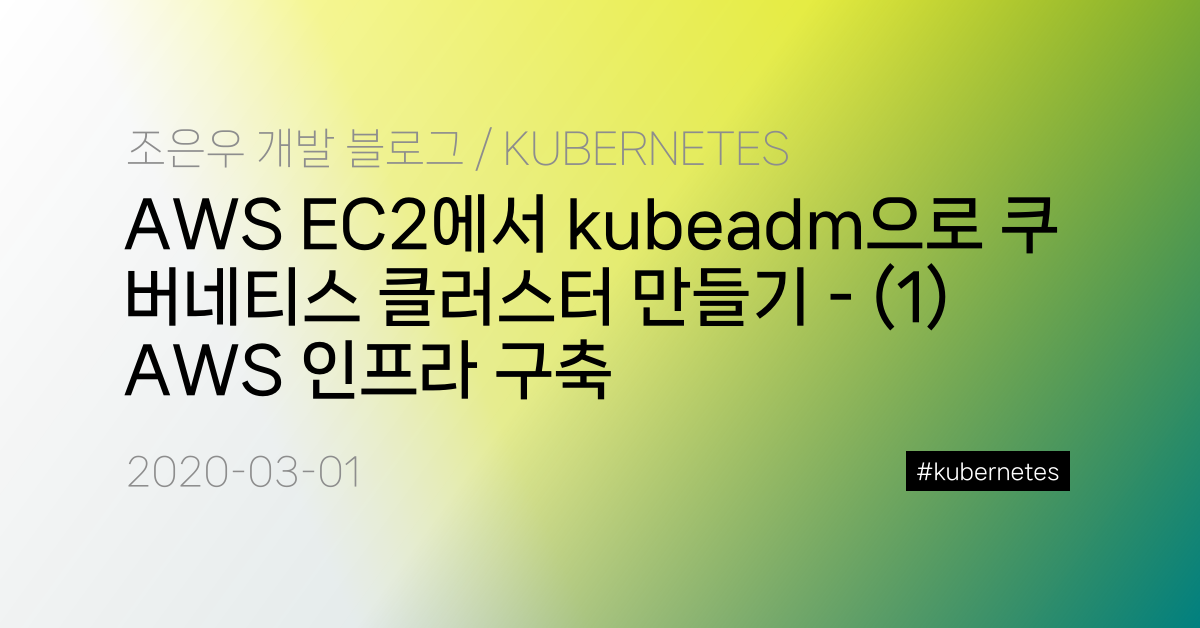 조은우 개발 블로그 / KUBERNETES
AWS EC2에서 kubeadm으로 쿠
버네티스 클러스터 만들기 - (1)
AWS 인프라 구축
2020-03-01
#kubernetes